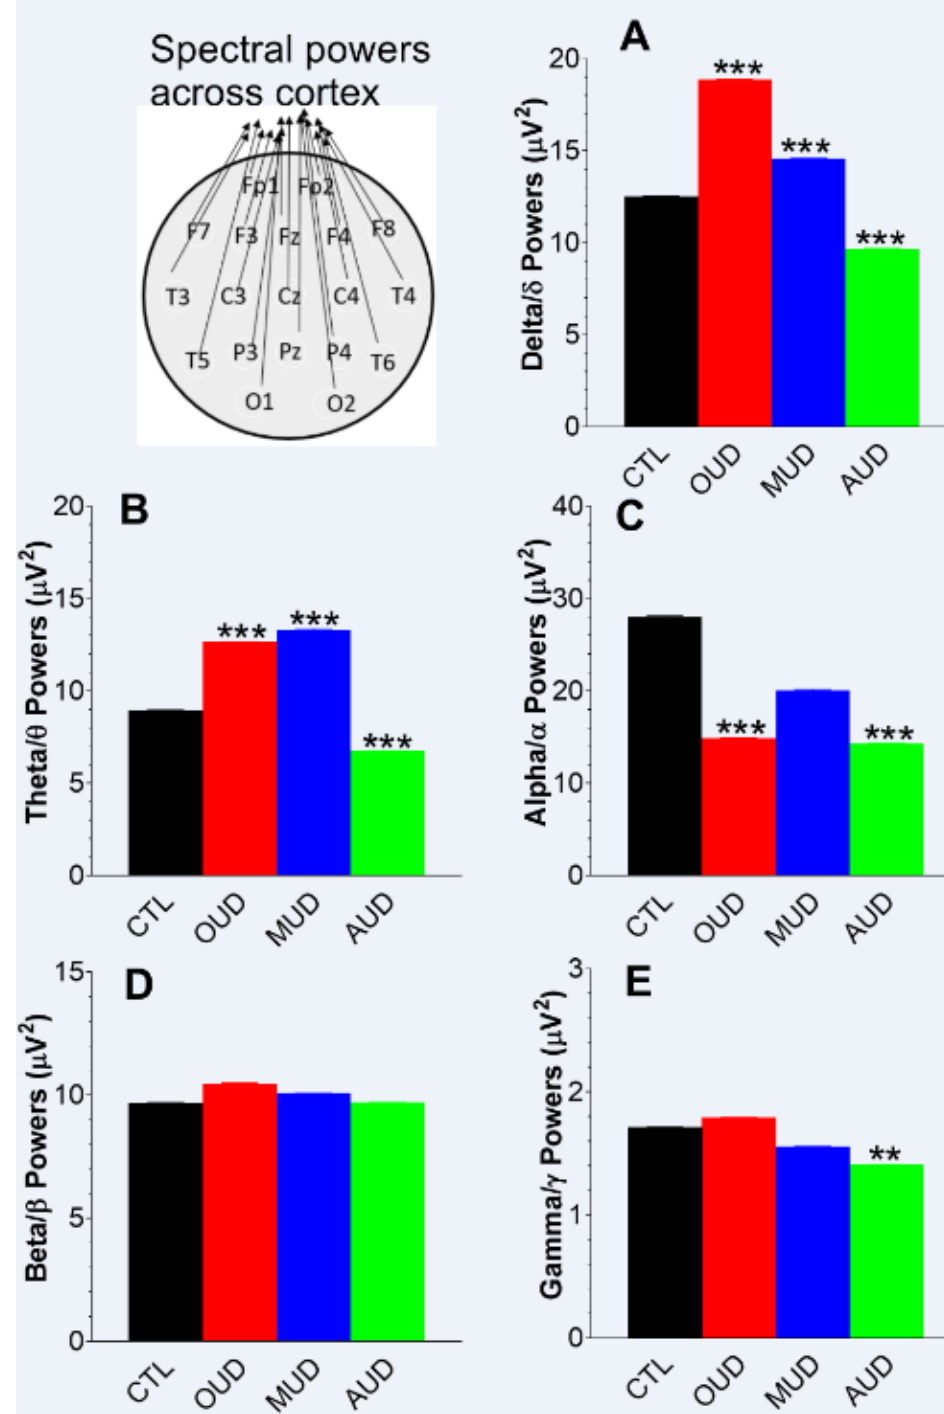 Spectral powers
across cortex
Fp1 Fp2
F7 F3 Fz F4 F8
T3 C3 Cz C4 T4
T5 P3 Pz P4 T6
O1 O2
A
Delta/δ Powers (μV²)
20
15
10
5
0
*** *** ***
CTL OUD MUD AUD
B
Theta/θ Powers (μV²)
20
15
10
5
0
*** *** ***
CTL OUD MUD AUD
C
Alpha/α Powers (μV²)
40
30
20
10
0
*** ***
CTL OUD MUD AUD
D
Beta/β Powers (μV²)
15
10
5
0
CTL OUD MUD AUD
E
Gamma/γ Powers (μV²)
3
2
1
0
**
CTL OUD MUD AUD